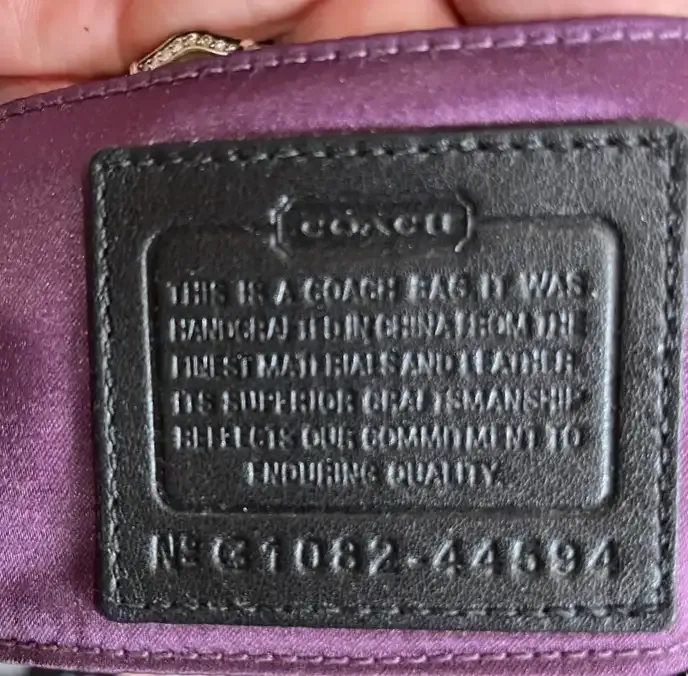 COACH
THIS IS A COACH BAG. IT WAS
HANDCRAFTED IN CHINA FROM THE
FINEST MATERIALS AND LEATHER.
ITS SUPERIOR CRAFTSMANSHIP
REFLECTS OUR COMMITMENT TO
ENDURING QUALITY.
Nº G1082-44694